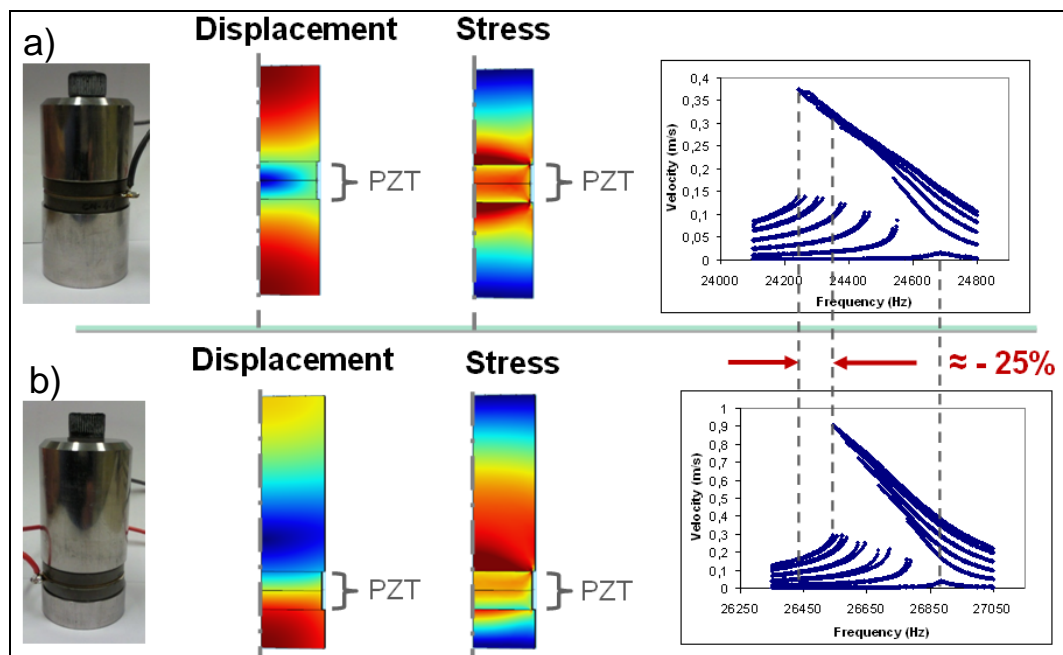 a)
Displacement
Stress
PZT
PZT
Velocity (m/s)
0,4
0,35
0,3
0,25
0,2
0,15
0,1
0,05
0
24000
24200
24400
24600
24800
Frequency (Hz)
≈ - 25%
b)
Displacement
Stress
PZT
PZT
Velocity (m/s)
1
0,9
0,8
0,7
0,6
0,5
0,4
0,3
0,2
0,1
0
26250
26450
26650
26850
27050
Frequency (Hz)